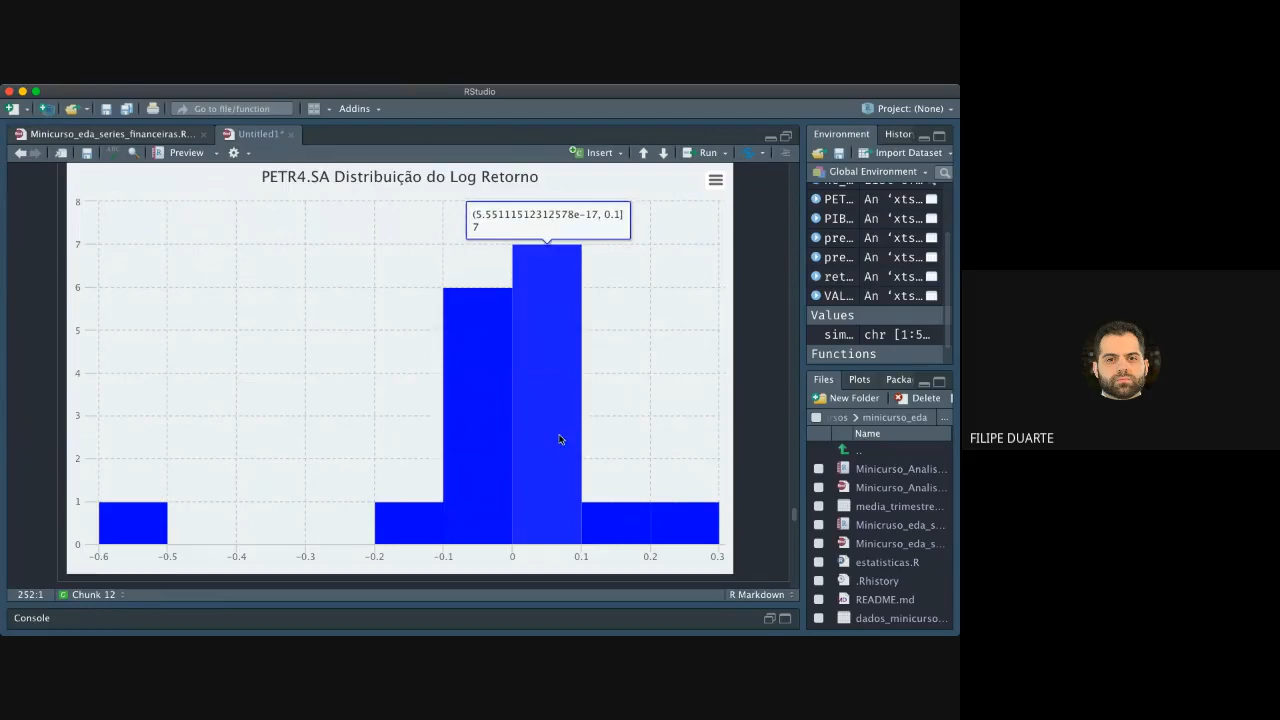 RStudio
Go to file/function
Addins
Project: (None)
Minicurso_eda_series_financeiras.R...
Untitled1*
Preview
Insert
Run
PETR4.SA Distribuição do Log Retorno
(5.55111512312578e-17, 0.1]
7
8
7
6
5
4
3
2
1
0
-0.6
-0.5
-0.4
-0.3
-0.2
-0.1
0
0.1
0.2
0.3
252:1
Chunk 12
R Markdown
Console
Environment
Histor
Import Dataset
Global Environment
PET...
An 'xts...
PIB...
An 'xts...
pre...
An 'xts...
pre...
An 'xts...
ret...
An 'xts...
VAL...
An 'xts...
Values
sim...
chr [1:5...
Functions
Files
Plots
Packa
New Folder
Delete
sos > minicurso_eda
...
Name
..
Minicurso_Analis...
Minicurso_Analis...
media_trimestre...
Minicruso_eda_s...
Minicurso_eda_s...
estatisticas.R
.Rhistory
README.md
dados_minicurso...
FILIPE DUARTE